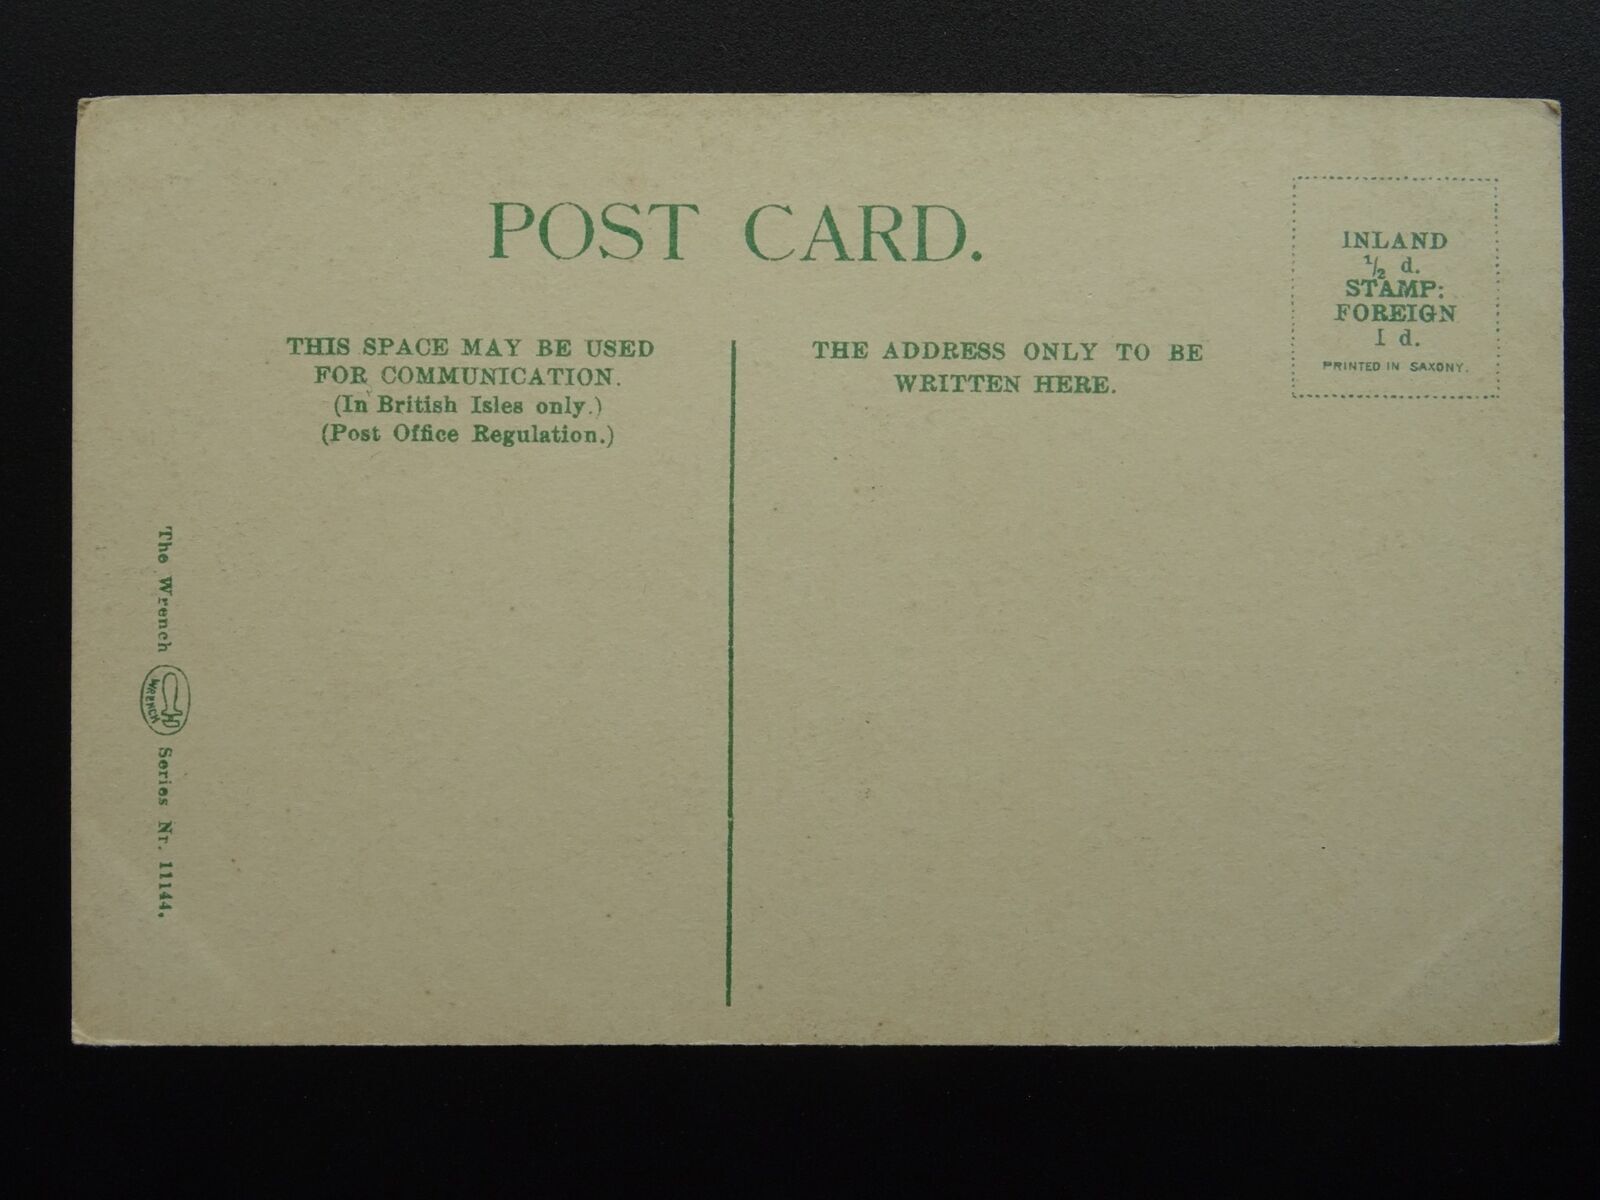 POST CARD.
INLAND
1/2 d.
STAMP:
FOREIGN
1 d.
PRINTED IN SAXONY.
THIS SPACE MAY BE USED
FOR COMMUNICATION.
(In British Isles only.)
(Post Office Regulation.)
THE ADDRESS ONLY TO BE
WRITTEN HERE.
The Wrench WRENCH Series Nr. 11144.